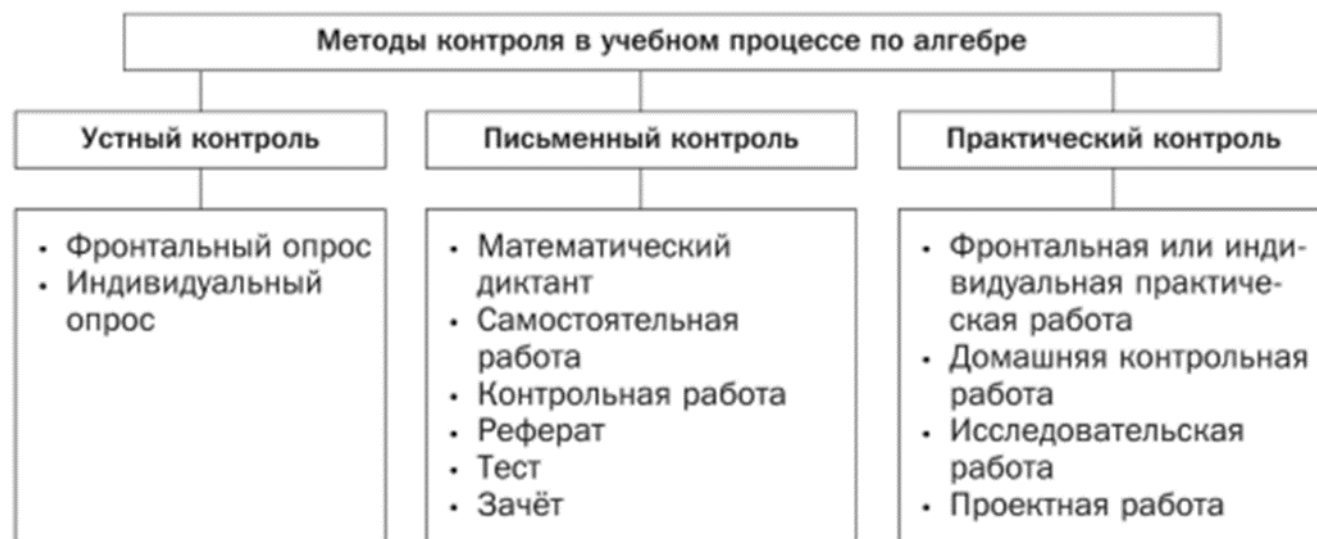 Методы контроля в учебном процессе по алгебре
Устный контроль
Письменный контроль
Практический контроль
• Фронтальный опрос
• Индивидуальный
опрос
• Математический
диктант
• Самостоятельная
работа
• Контрольная работа
• Реферат
• Тест
• Зачёт
• Фронтальная или инди-
видуальная практиче-
ская работа
• Домашняя контрольная
работа
• Исследовательская
работа
• Проектная работа